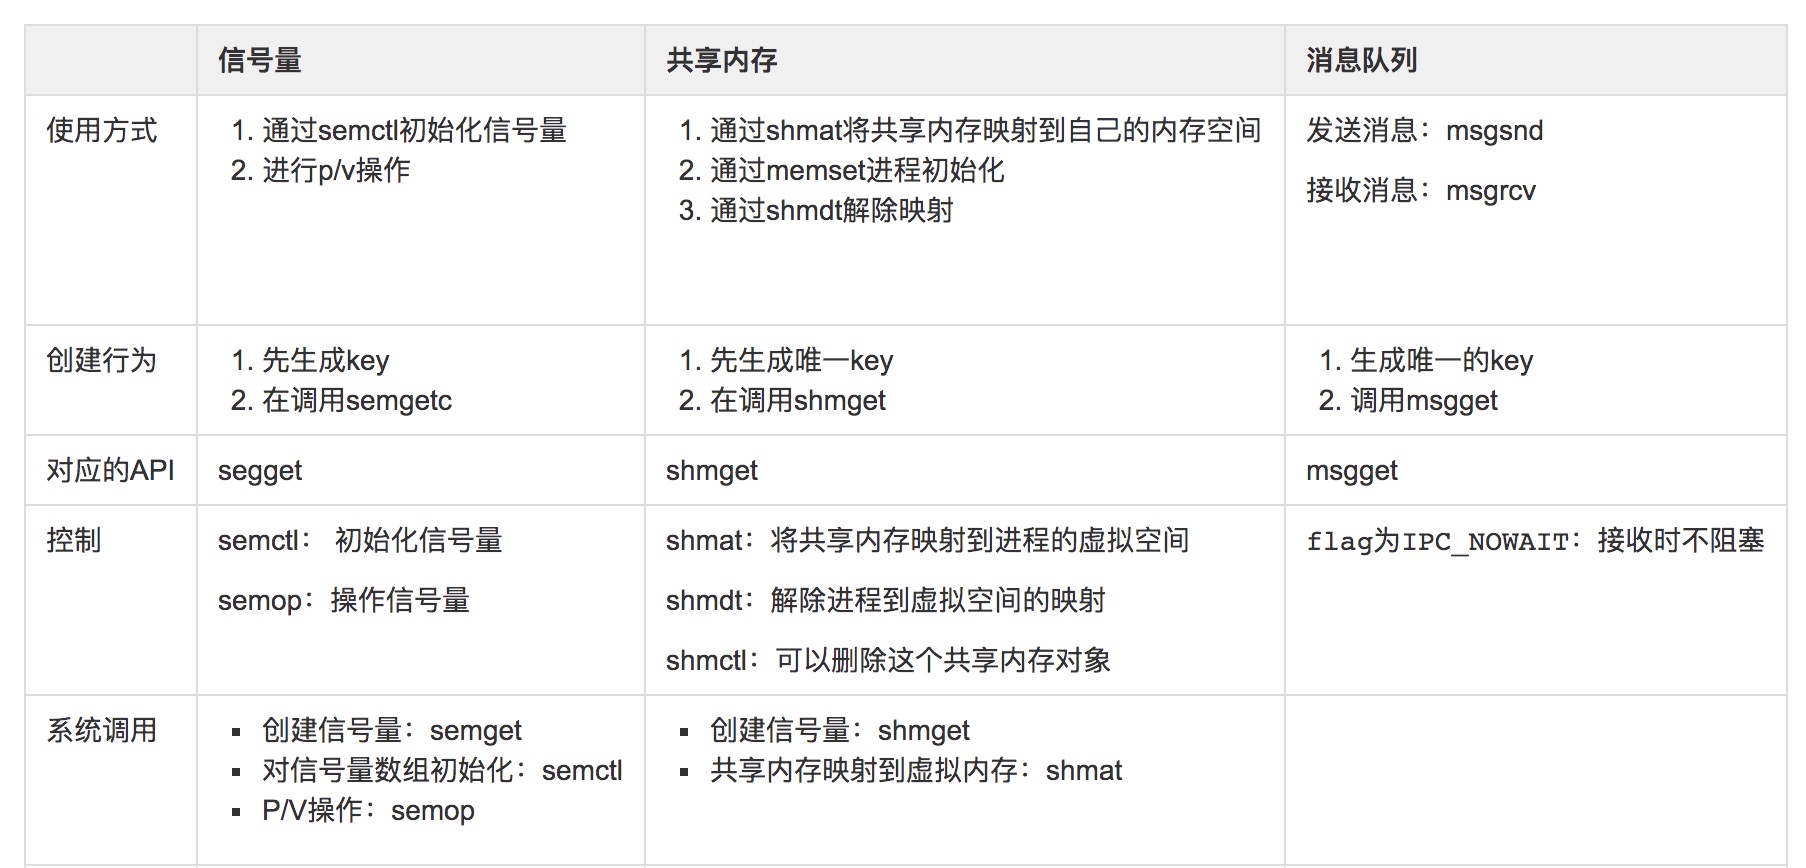 信号量
共享内存
消息队列
使用方式
1. 通过semctl初始化信号量
2. 进行p/v操作
1. 通过shmat将共享内存映射到自己的内存空间
2. 通过memset进程初始化
3. 通过shmdt解除映射
发送消息：msgsnd
接收消息：msgrcv
创建行为
1. 先生成key
2. 在调用semgetc
1. 先生成唯一key
2. 在调用shmget
1. 生成唯一的key
2. 调用msgget
对应的API
segget
shmget
msgget
控制
semctl： 初始化信号量
semop：操作信号量
shmat：将共享内存映射到进程的虚拟空间
shmdt：解除进程到虚拟空间的映射
shmctl：可以删除这个共享内存对象
flag为IPC_NOWAIT：接收时不阻塞
系统调用
▪ 创建信号量：semget
▪ 对信号量数组初始化：semctl
▪ P/V操作：semop
▪ 创建信号量：shmget
▪ 共享内存映射到虚拟内存：shmat